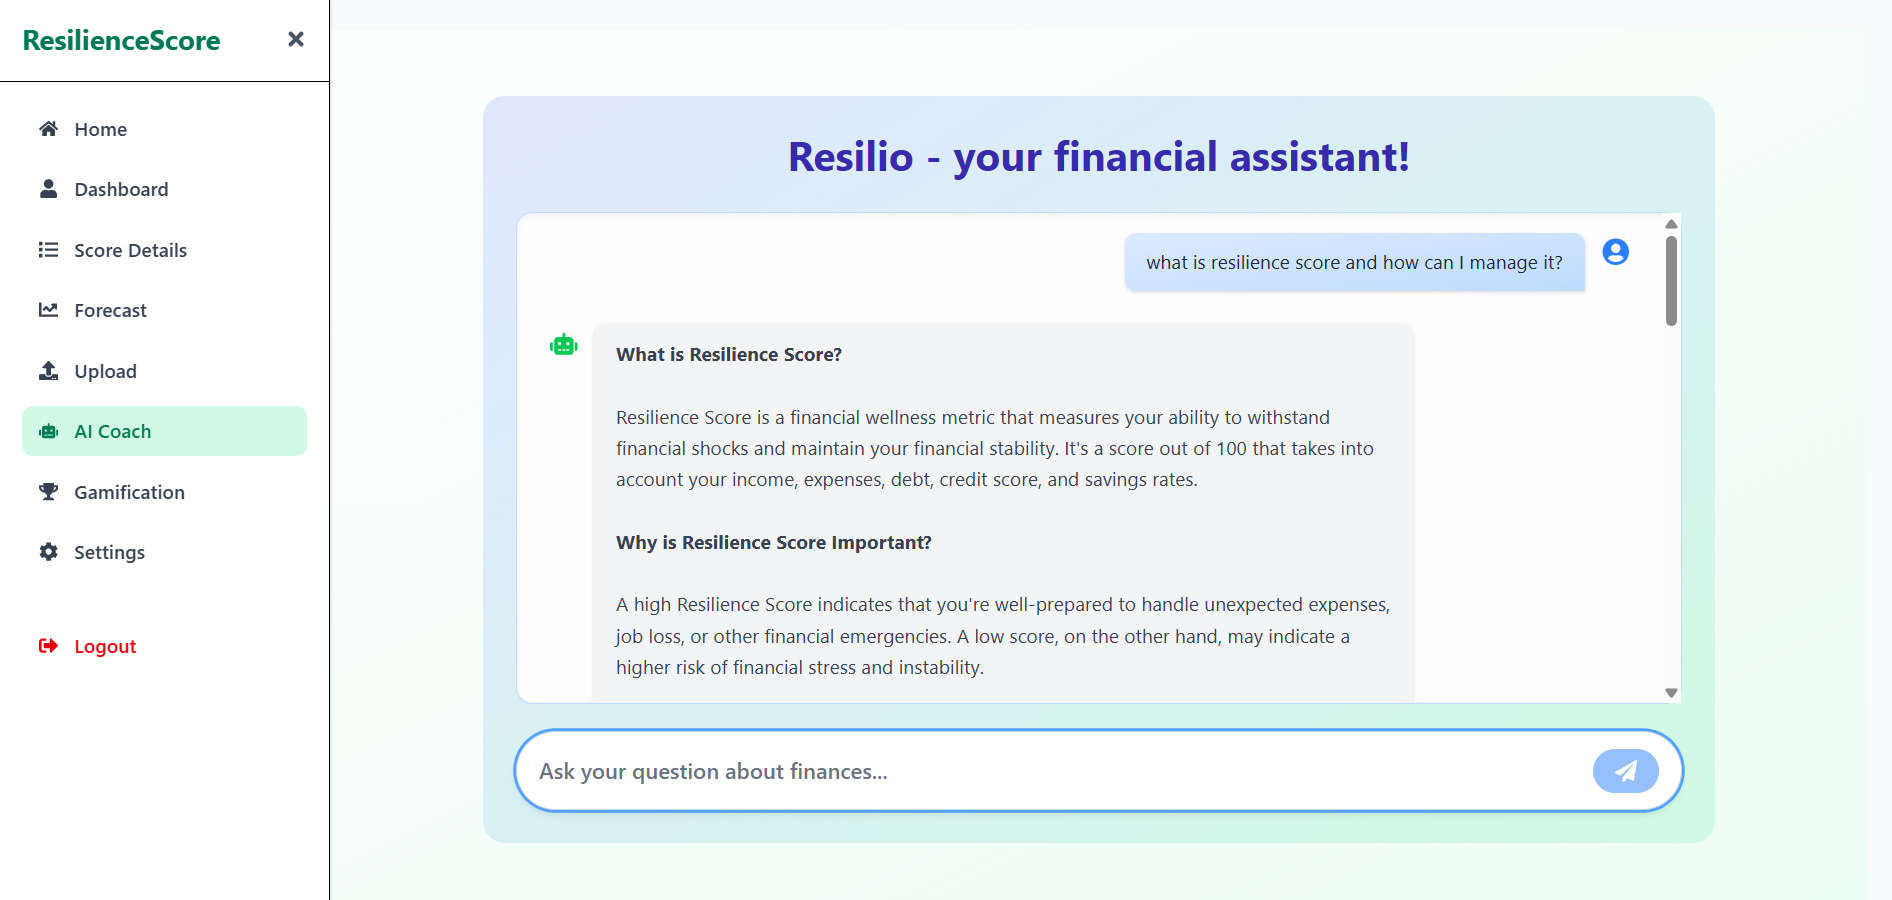 ResilienceScore
Home
Dashboard
Score Details
Forecast
Upload
AI Coach
Gamification
Settings
Logout
Resilio - your financial assistant!
what is resilience score and how can I manage it?
What is Resilience Score?
Resilience Score is a financial wellness metric that measures your ability to withstand
financial shocks and maintain your financial stability. It's a score out of 100 that takes into
account your income, expenses, debt, credit score, and savings rates.
Why is Resilience Score Important?
A high Resilience Score indicates that you're well-prepared to handle unexpected expenses,
job loss, or other financial emergencies. A low score, on the other hand, may indicate a
higher risk of financial stress and instability.
Ask your question about finances...